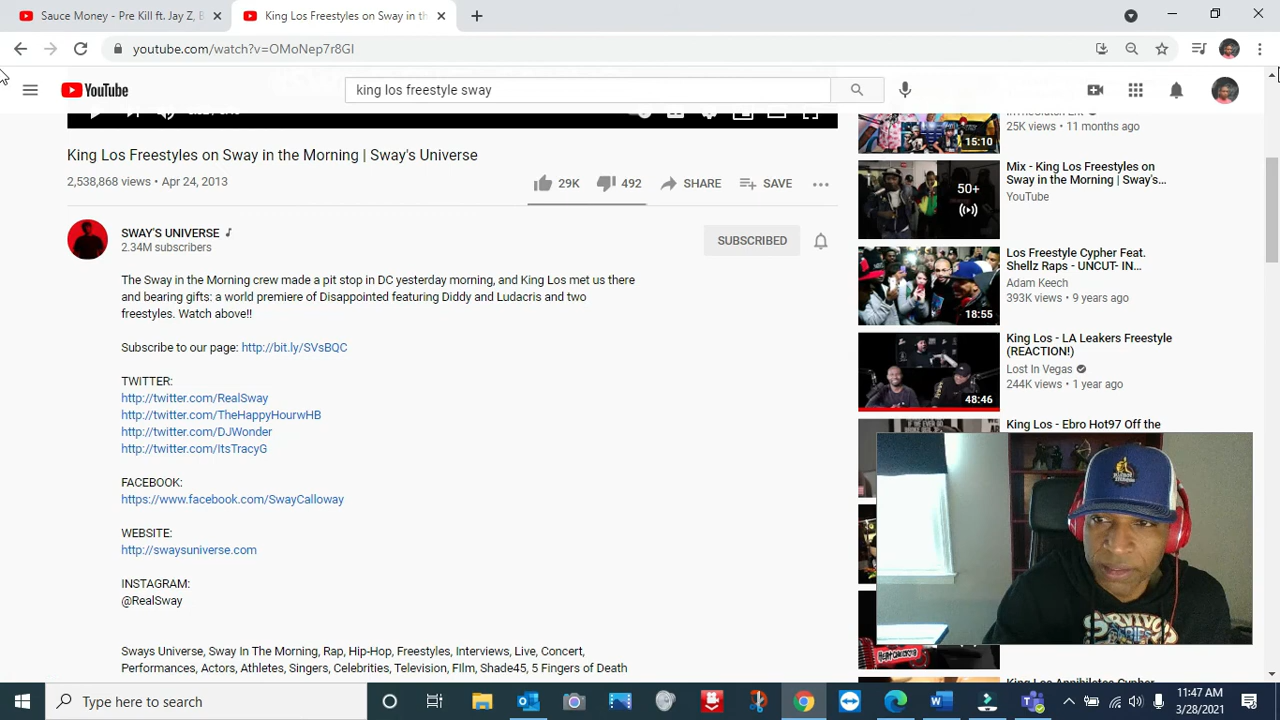 Sauce Money - Pre Kill ft Jay Z, B
King Los Freestyles on Sway in th
youtube.com/watch?v=OMoNep7r8GI
YouTube
king los freestyle sway
King Los Freestyles on Sway in the Morning | Sway's Universe
2,538,868 views • Apr 24, 2013
29K
492
SHARE
SAVE
SWAY'S UNIVERSE
2.34M subscribers
SUBSCRIBED
The Sway in the Morning crew made a pit stop in DC yesterday morning, and King Los met us there
and bearing gifts: a world premiere of Disappointed featuring Diddy and Ludacris and two
freestyles. Watch above!!
Subscribe to our page: http://bit.ly/SVsBQC
TWITTER:
http://twitter.com/RealSway
http://twitter.com/TheHappyHourwHB
http://twitter.com/DJWonder
http://twitter.com/ItsTracyG
FACEBOOK:
https://www.facebook.com/SwayCalloway
WEBSITE:
http://swaysuniverse.com
INSTAGRAM:
@RealSway
Sways Universe, Sway In The Morning, Rap, Hip-Hop, Freestyles, Interviews, Live, Concert,
Performances, Actors, Athletes, Singers, Celebrities, Television, Film, Shade45, 5 Fingers of Death
15:10
25K views • 11 months ago
50+
Mix - King Los Freestyles on
Sway in the Morning | Sway's...
YouTube
18:55
Los Freestyle Cypher Feat.
Shellz Raps - UNCUT- IN...
Adam Keech
393K views • 9 years ago
48:46
King Los - LA Leakers Freestyle
(REACTION!)
Lost In Vegas
244K views • 1 year ago
King Los - Ebro Hot97 Off the
King Los Annihilates Cypher
SERIES
Type here to search
11:47 AM
3/28/2021